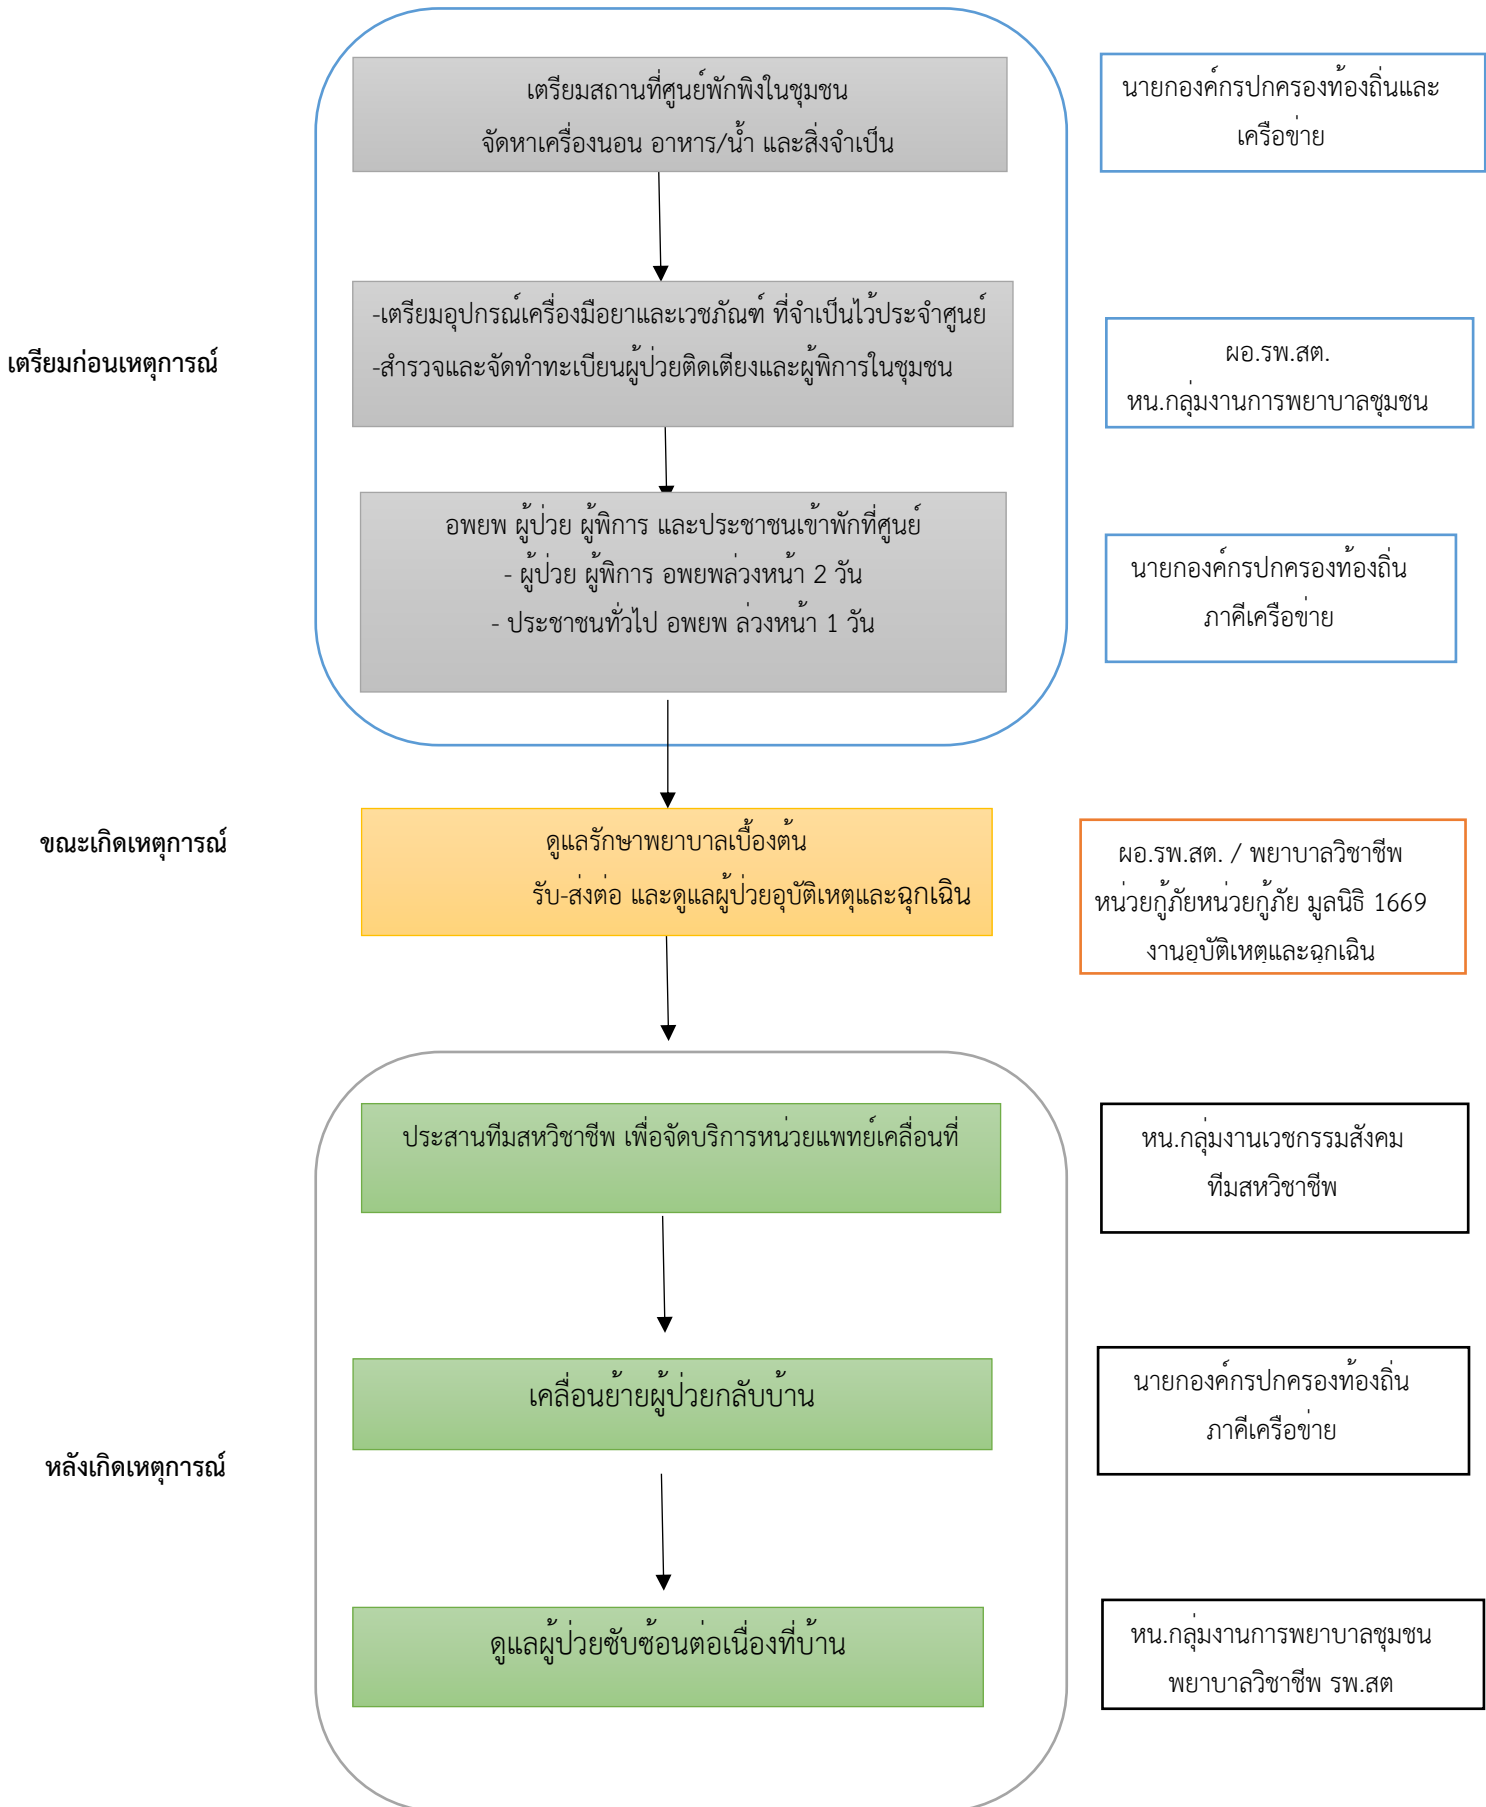 เตรียมสถานที่ศูนย์พักพิงในชุมชน
จัดหาเครื่องนอน อาหาร/น้ำ และสิ่งจำเป็น
นายกองค์กรปกครองท้องถิ่นและ
เครือข่าย
เตรียมก่อนเหตุการณ์
-เตรียมอุปกรณ์เครื่องมือยาและเวชภัณฑ์ ที่จำเป็นไว้ประจำศูนย์
-สำรวจและจัดทำทะเบียนผู้ป่วยติดเตียงและผู้พิการในชุมชน
ผอ.รพ.สต.
หน.กลุ่มงานการพยาบาลชุมชน
อพยพ ผู้ป่วย ผู้พิการ และประชาชนเข้าพักที่ศูนย์
- ผู้ป่วย ผู้พิการ อพยพล่วงหน้า 2 วัน
- ประชาชนทั่วไป อพยพ ล่วงหน้า 1 วัน
นายกองค์กรปกครองท้องถิ่น
ภาคีเครือข่าย
ขณะเกิดเหตุการณ์
ดูแลรักษาพยาบาลเบื้องต้น
รับ-ส่งต่อ และดูแลผู้ป่วยอุบัติเหตุและฉุกเฉิน
ผอ.รพ.สต. / พยาบาลวิชาชีพ
หน่วยกู้ภัยหน่วยกู้ภัย มูลนิธิ 1669
งานอุบัติเหตุและฉุกเฉิน
ประสานทีมสหวิชาชีพ เพื่อจัดบริการหน่วยแพทย์เคลื่อนที่
หน.กลุ่มงานเวชกรรมสังคม
ทีมสหวิชาชีพ
เคลื่อนย้ายผู้ป่วยกลับบ้าน
นายกองค์กรปกครองท้องถิ่น
ภาคีเครือข่าย
หลังเกิดเหตุการณ์
ดูแลผู้ป่วยซับซ้อนต่อเนื่องที่บ้าน
หน.กลุ่มงานการพยาบาลชุมชน
พยาบาลวิชาชีพ รพ.สต